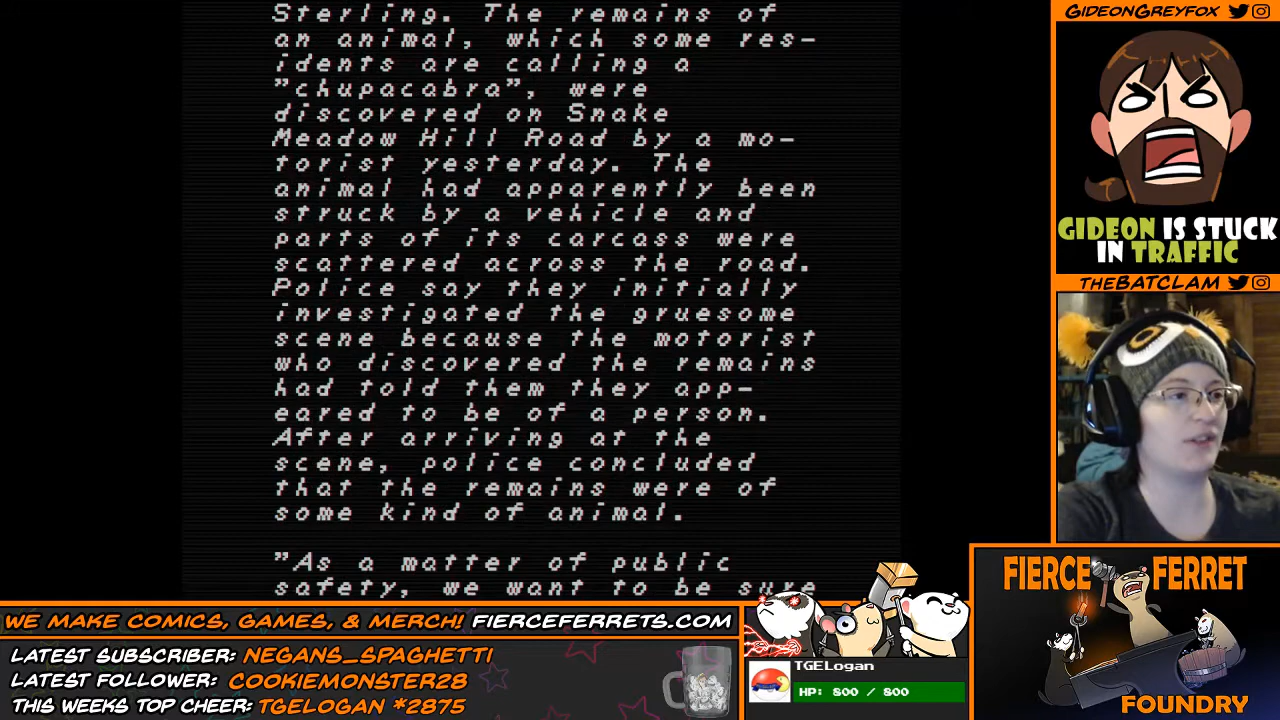 Sterling. The remains of
an animal, which some res-
idents are calling a
"chupacabra", were
discovered on Snake
Meadow Hill Road by a mo-
torist yesterday. The
animal had apparently been
struck by a vehicle and
parts of its carcass were
scattered across the road.
Police say they initially
investigated the gruesome
scene because the motorist
who discovered the remains
had told them they app-
eared to be of a person.
After arriving at the
scene, police concluded
that the remains were of
some kind of animal.
"As a matter of public
safety, we want to be sure
GIDEONGREYFOX
GIDEON IS STUCK
IN TRAFFIC
THEBATCLAM
FIERCE FERRET
FOUNDRY
WE MAKE COMICS, GAMES, & MERCH! FIERCEFERRETS.COM
LATEST SUBSCRIBER: NEGANS_SPAGHETTI
LATEST FOLLOWER: COOKIEMONSTER28
THIS WEEKS TOP CHEER: TGELOGAN *2875
TGELogan
HP: 800 / 800